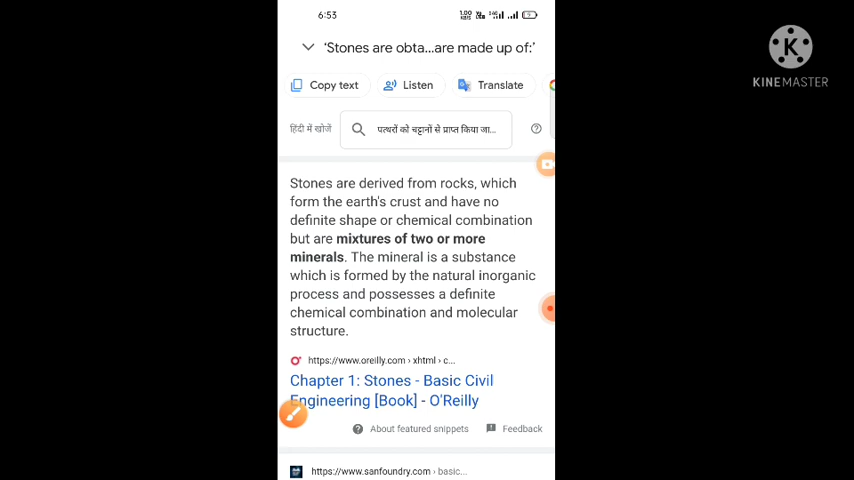 6:53
1.00
KB/S
K
KINEMASTER
‘Stones are obta...are made up of:’
Copy text
Listen
Translate
हिंदी में खोजें
पत्थरों को चट्टानों से प्राप्त किया जा...
Stones are derived from rocks, which
form the earth's crust and have no
definite shape or chemical combination
but are mixtures of two or more
minerals. The mineral is a substance
which is formed by the natural inorganic
process and possesses a definite
chemical combination and molecular
structure.
https://www.oreilly.com › xhtml › c...
Chapter 1: Stones - Basic Civil
Engineering [Book] - O'Reilly
About featured snippets
Feedback
https://www.sanfoundry.com › basic...